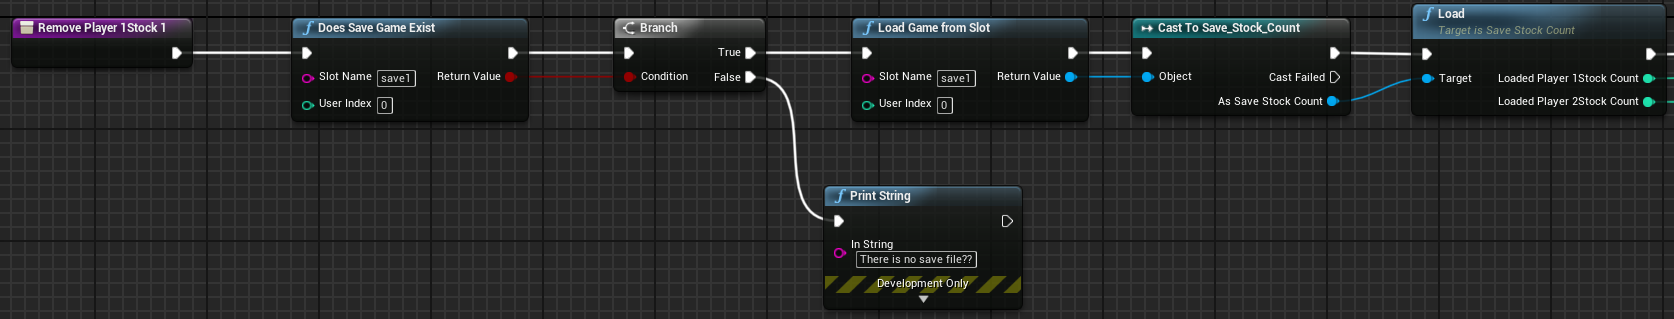 Remove Player 1Stock 1
Does Save Game Exist
Slot Name save1 Return Value
User Index 0
Branch
True
Condition False
Load Game from Slot
Slot Name save1 Return Value
User Index 0
Cast To Save_Stock_Count
Object Cast Failed
As Save Stock Count
Load
Target is Save Stock Count
Target Loaded Player 1Stock Count
Loaded Player 2Stock Count
Print String
In String
There is no save file??
Development Only